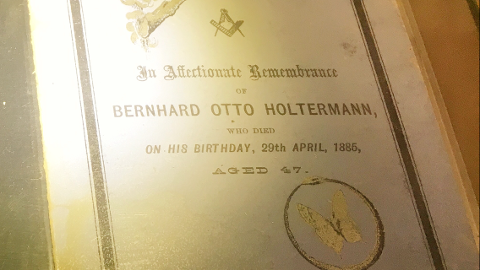 In Affectionate Remembrance
OF
BERNHARD OTTO HOLTERMANN,
WHO DIED
ON HIS BIRTHDAY, 29th APRIL, 1885,
AGED 47.